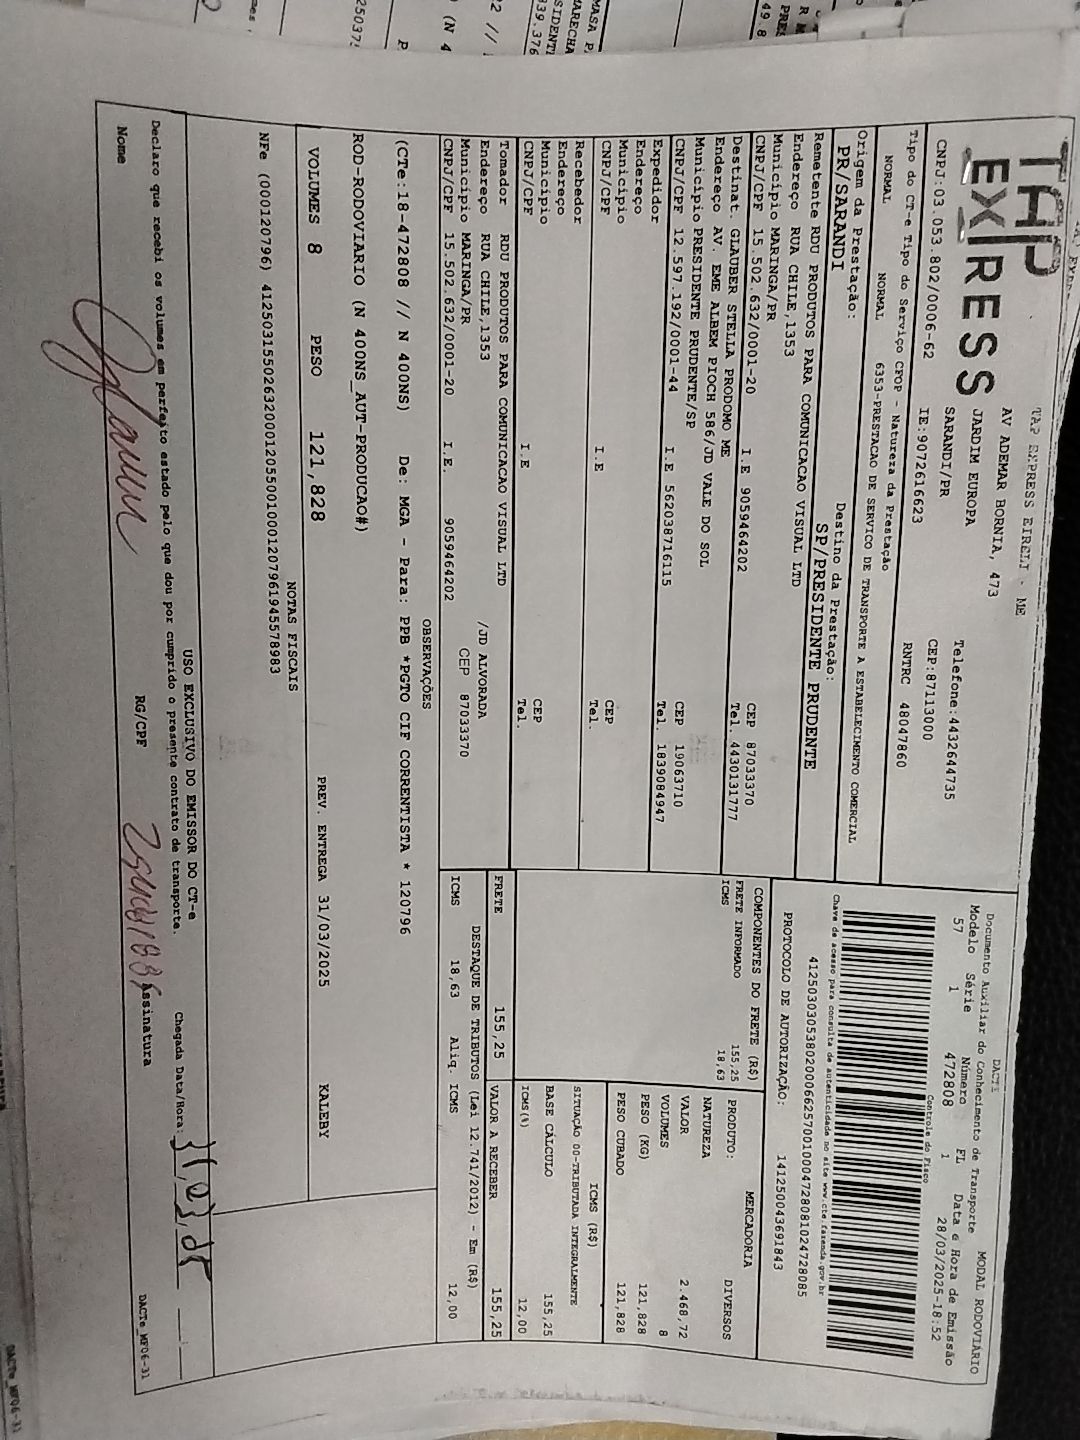 TAP EXPRESS
TAP EXPRESS EIRELI - ME
AV ADEMAR BORNIA, 473
JARDIM EUROPA
SARANDI/PR
Telefone:4432644735
CEP:87113000
CNPJ:03.053.802/0006-62
IE:9072616623
RNTRC 48047860
Tipo do CT-e Tipo do Serviço CFOP - Natureza da Prestação
NORMAL NORMAL 6353-PRESTACAO DE SERVICO DE TRANSPORTE A ESTABELECIMENTO COMERCIAL
Origem da Prestação: Destino da Prestação:
PR/SARANDI SP/PRESIDENTE PRUDENTE
Remetente RDU PRODUTOS PARA COMUNICACAO VISUAL LTD
Endereço RUA CHILE,1353
Município MARINGA/PR CEP 87033370
CNPJ/CPF 15.502.632/0001-20 I.E 9059464202 Tel. 4430131777
Destinat. GLAUBER STELLA PRODOMO ME
Endereço AV. EME ALBEM PIOCH 586/JD VALE DO SOL
Município PRESIDENTE PRUDENTE/SP CEP 19063710
CNPJ/CPF 12.597.192/0001-44 I.E 562038716115 Tel. 1839084947
Expedidor
Endereço
Município CEP
CNPJ/CPF I.E Tel.
Recebedor
Endereço
Município CEP
CNPJ/CPF I.E Tel.
Tomador RDU PRODUTOS PARA COMUNICACAO VISUAL LTD
Endereço RUA CHILE,1353 /JD ALVORADA
Município MARINGA/PR CEP 87033370
CNPJ/CPF 15.502.632/0001-20 I.E. 9059464202
DACTE MODAL RODOVIÁRIO
Documento Auxiliar do Conhecimento de Transporte
Modelo Série Número FL Data e Hora de Emissão
57 1 472808 1 28/03/2025-18:52
Controle do Fisco
Chave de acesso para consulta de autenticidade no site www.cte.fazenda.gov.br
41250303053802000662570010004728081024728085
PROTOCOLO DE AUTORIZAÇÃO: 141250043691843
COMPONENTES DO FRETE (R$)
FRETE INFORMADO 155,25
ICMS 18,63
MERCADORIA
PRODUTO: DIVERSOS
NATUREZA
VALOR 2.468,72
VOLUMES 8
PESO (KG) 121,828
PESO CUBADO 121,828
ICMS (R$)
SITUAÇÃO 00-TRIBUTADA INTEGRALMENTE
BASE CÁLCULO 155,25
ICMS(%) 12,00
FRETE 155,25 VALOR A RECEBER 155,25
DESTAQUE DE TRIBUTOS (Lei 12.741/2012) - Em (R$)
ICMS 18,63 Aliq. ICMS 12,00
OBSERVAÇÕES
(CTe:18-472808 // N 400NS) De: MGA - Para: PPB *PGTO CIF CORRENTISTA * 120796
ROD-RODOVIARIO (N 400NS_AUT-PRODUCAO#)
VOLUMES 8 PESO 121,828 PREV. ENTREGA 31/03/2025 KALEBY
NOTAS FISCAIS
NFe (000120796) 41250315502632000120550010001207961945578983
USO EXCLUSIVO DO EMISSOR DO CT-e
Declaro que recebi os volumes em perfeito estado pelo que dou por cumprido o presente contrato de transporte.
Chegada Data/Hora:
Nome RG/CPF Assinatura
DACTe_MF06-31
DACTe_MF06-31